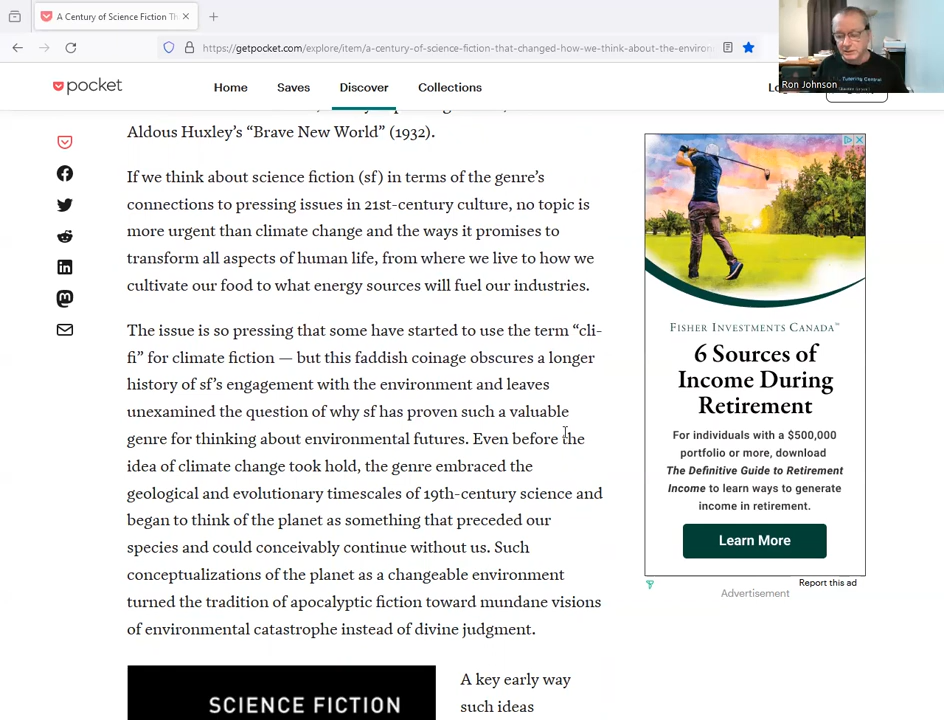 A Century of Science Fiction Th
https://getpocket.com/explore/item/a-century-of-science-fiction-that-changed-how-we-think-about-the-environ
Tutoring Central
Ron Johnson
pocket
Home
Saves
Discover
Collections
Aldous Huxley's “Brave New World” (1932).
If we think about science fiction (sf) in terms of the genre's
connections to pressing issues in 21st-century culture, no topic is
more urgent than climate change and the ways it promises to
transform all aspects of human life, from where we live to how we
cultivate our food to what energy sources will fuel our industries.
The issue is so pressing that some have started to use the term “cli-
fi” for climate fiction — but this faddish coinage obscures a longer
history of sf's engagement with the environment and leaves
unexamined the question of why sf has proven such a valuable
genre for thinking about environmental futures. Even before the
idea of climate change took hold, the genre embraced the
geological and evolutionary timescales of 19th-century science and
began to think of the planet as something that preceded our
species and could conceivably continue without us. Such
conceptualizations of the planet as a changeable environment
turned the tradition of apocalyptic fiction toward mundane visions
of environmental catastrophe instead of divine judgment.
SCIENCE FICTION
A key early way
such ideas
FISHER INVESTMENTS CANADA™
6 Sources of
Income During
Retirement
For individuals with a $500,000
portfolio or more, download
The Definitive Guide to Retirement
Income to learn ways to generate
income in retirement.
Learn More
Report this ad
Advertisement